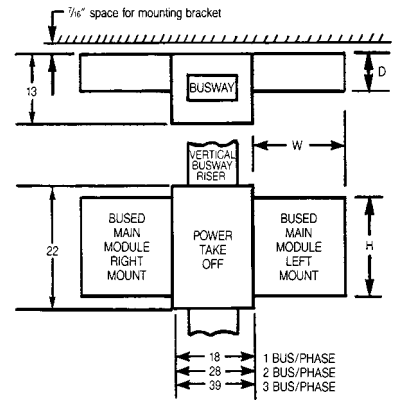 7/16" space for mounting bracket
D
13
BUSWAY
W
VERTICAL
BUSWAY
RISER
22
BUSED
MAIN
MODULE
RIGHT
MOUNT
POWER
TAKE
OFF
BUSED
MAIN
MODULE
LEFT
MOUNT
H
18 1 BUS/PHASE
28 2 BUS/PHASE
39 3 BUS/PHASE